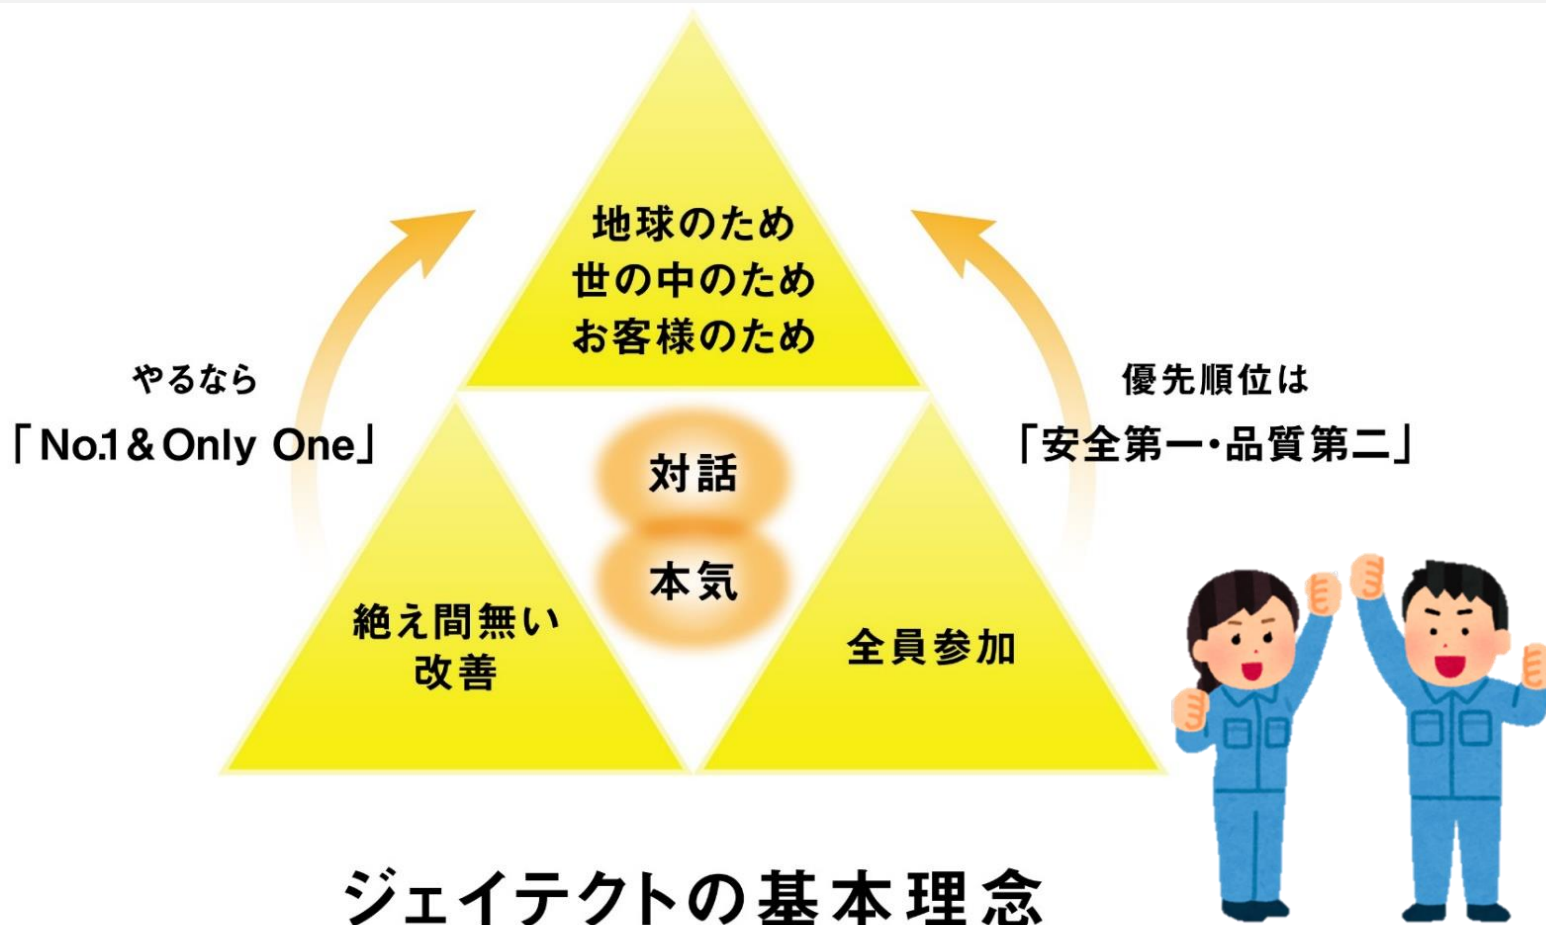 地球のため
世の中のため
お客様のため
やるなら
「No.1&Only One」
優先順位は
「安全第一・品質第二」
対話
本気
絶え間無い
改善
全員参加
ジェイテクトの基本理念